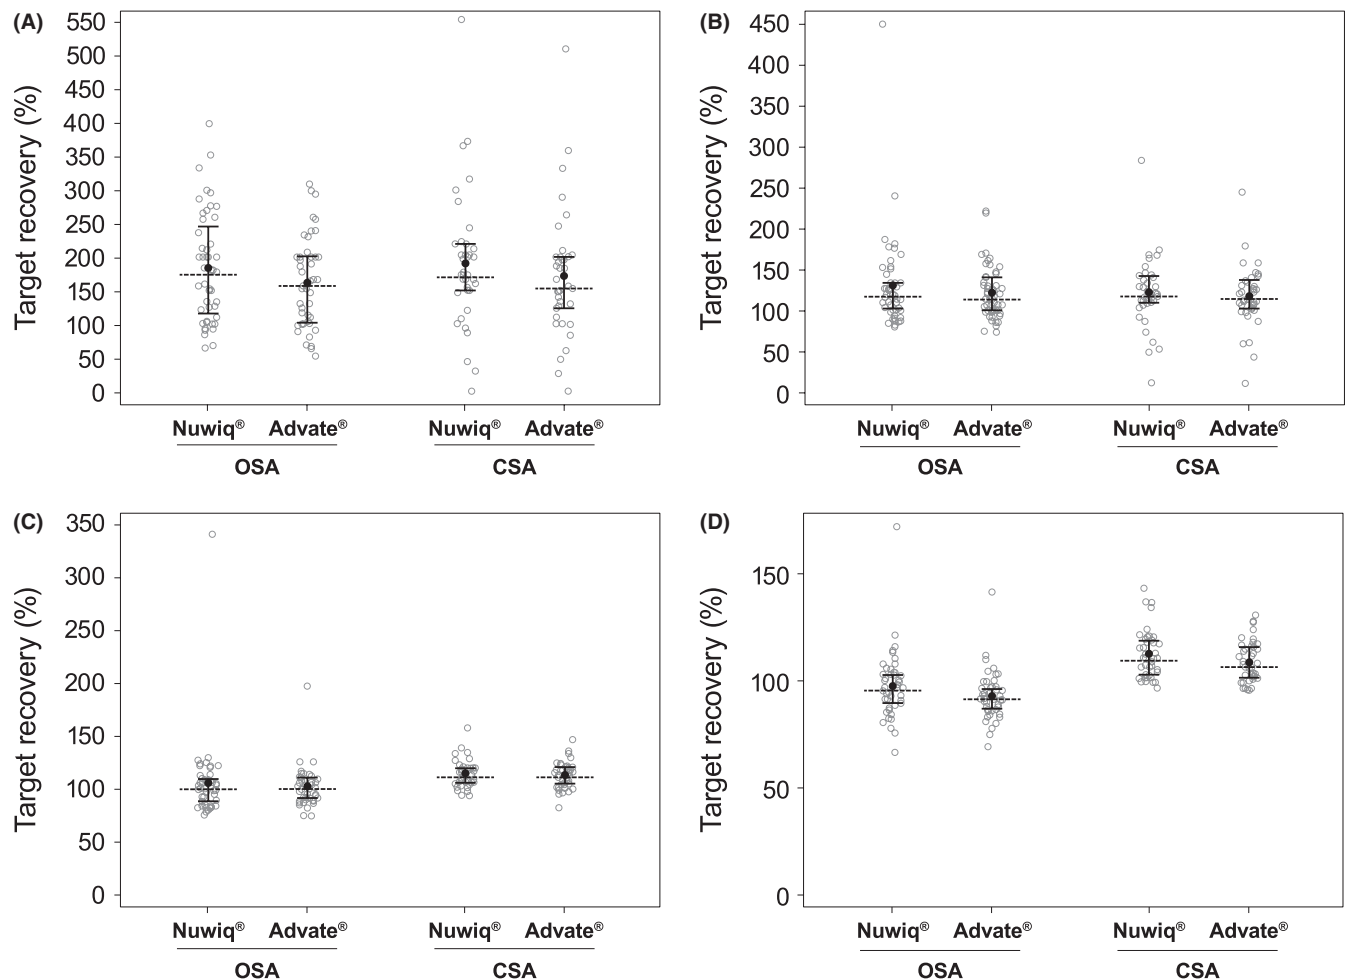 (A)
Target recovery (%)
550
500
450
400
350
300
250
200
150
100
50
0
Nuwiq® Advate® Nuwiq® Advate®
OSA CSA
(B)
Target recovery (%)
450
400
350
300
250
200
150
100
50
0
Nuwiq® Advate® Nuwiq® Advate®
OSA CSA
(C)
Target recovery (%)
350
300
250
200
150
100
50
0
Nuwiq® Advate® Nuwiq® Advate®
OSA CSA
(D)
Target recovery (%)
150
100
50
0
Nuwiq® Advate® Nuwiq® Advate®
OSA CSA